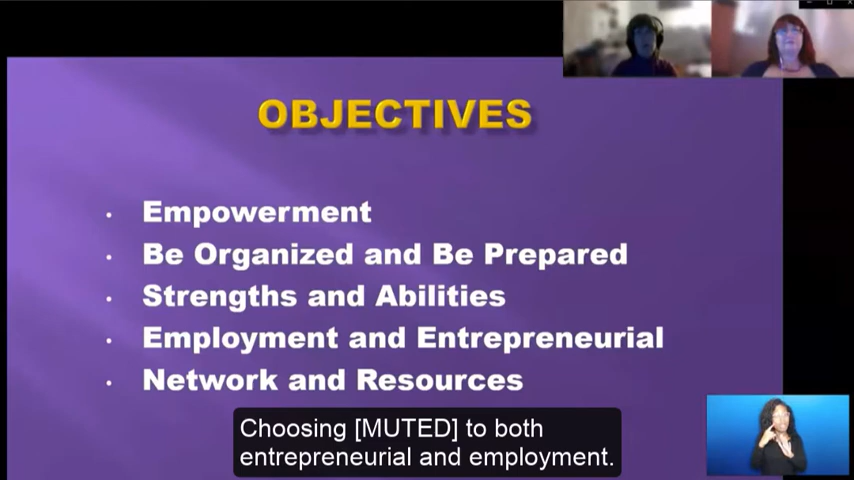 OBJECTIVES
• Empowerment
• Be Organized and Be Prepared
• Strengths and Abilities
• Employment and Entrepreneurial
• Network and Resources
Choosing [MUTED] to both
entrepreneurial and employment.